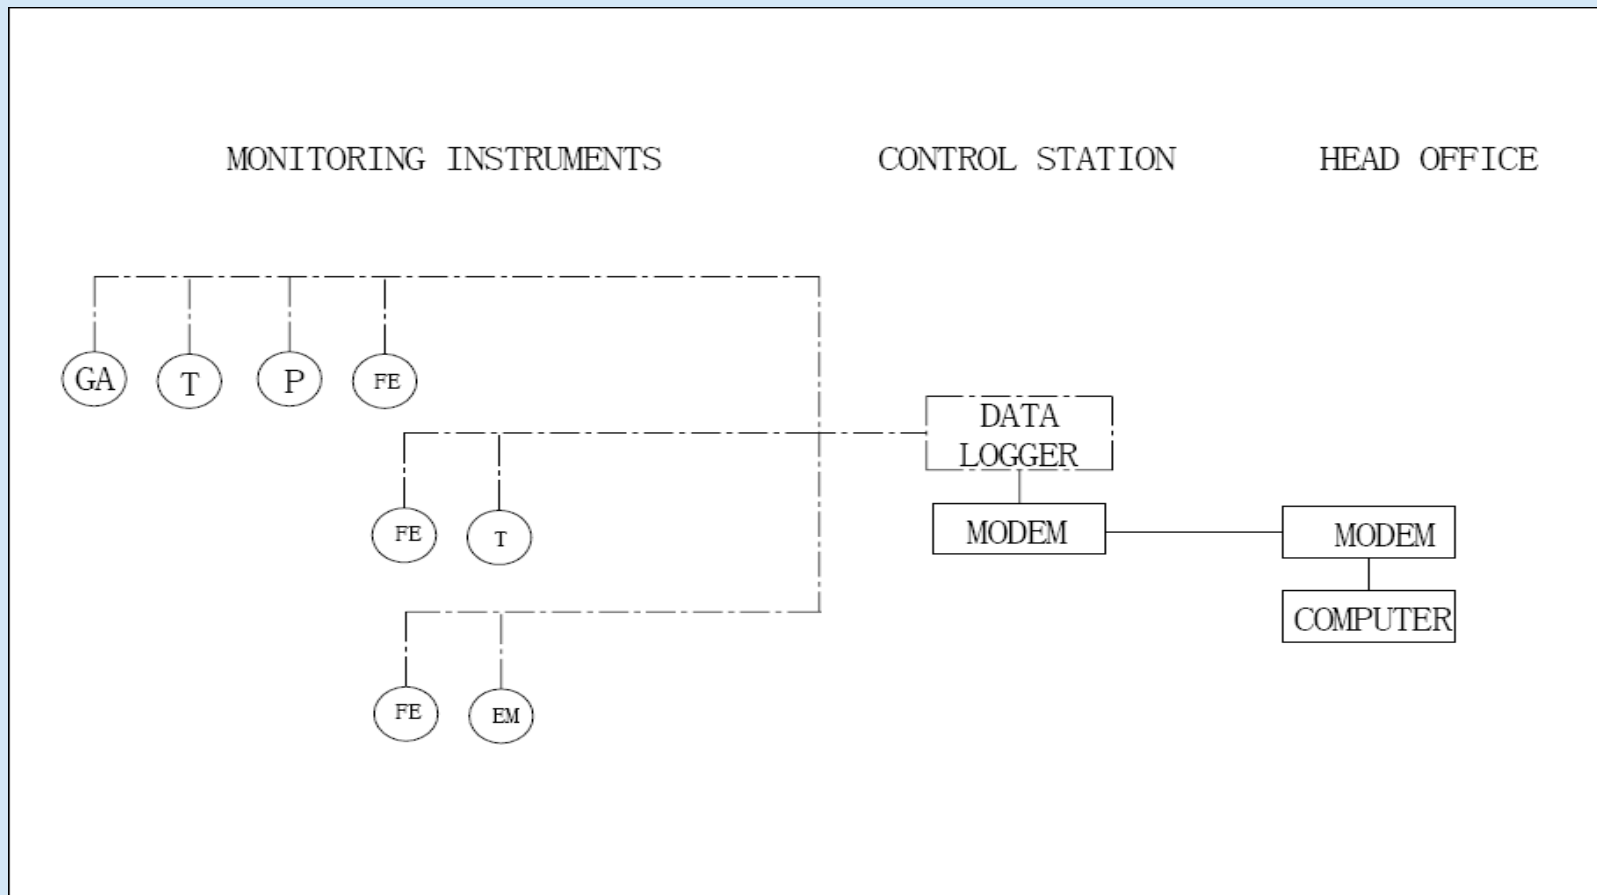 MONITORING INSTRUMENTS
CONTROL STATION
HEAD OFFICE
GA
T
P
FE
DATA
LOGGER
FE
T
MODEM
MODEM
COMPUTER
FE
EM